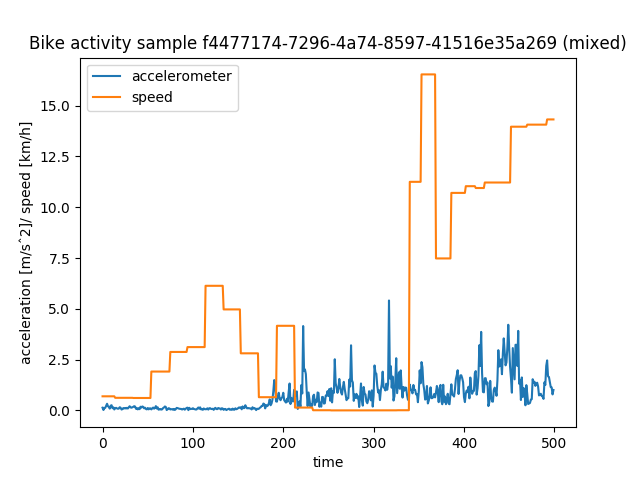 Bike activity sample f4477174-7296-4a74-8597-41516e35a269 (mixed)
accelerometer
speed
acceleration [m/s^2]/ speed [km/h]
15.0
12.5
10.0
7.5
5.0
2.5
0.0
0 100 200 300 400 500
time